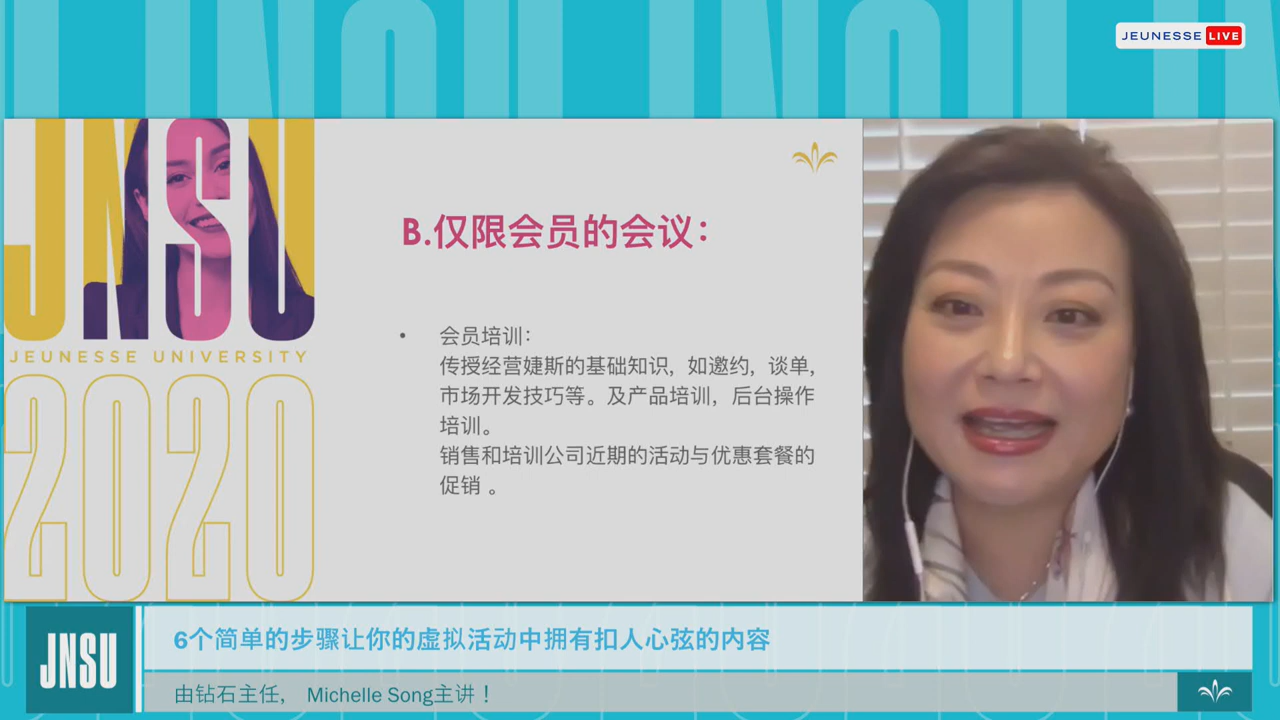 JEUNESSE LIVE
JNSU
JEUNESSE UNIVERSITY
2020
B.仅限会员的会议：
• 会员培训：
传授经营婕斯的基础知识，如邀约，谈单，
市场开发技巧等。及产品培训，后台操作
培训。
销售和培训公司近期的活动与优惠套餐的
促销 。
JNSU
6个简单的步骤让你的虚拟活动中拥有扣人心弦的内容
由钻石主任， Michelle Song主讲！